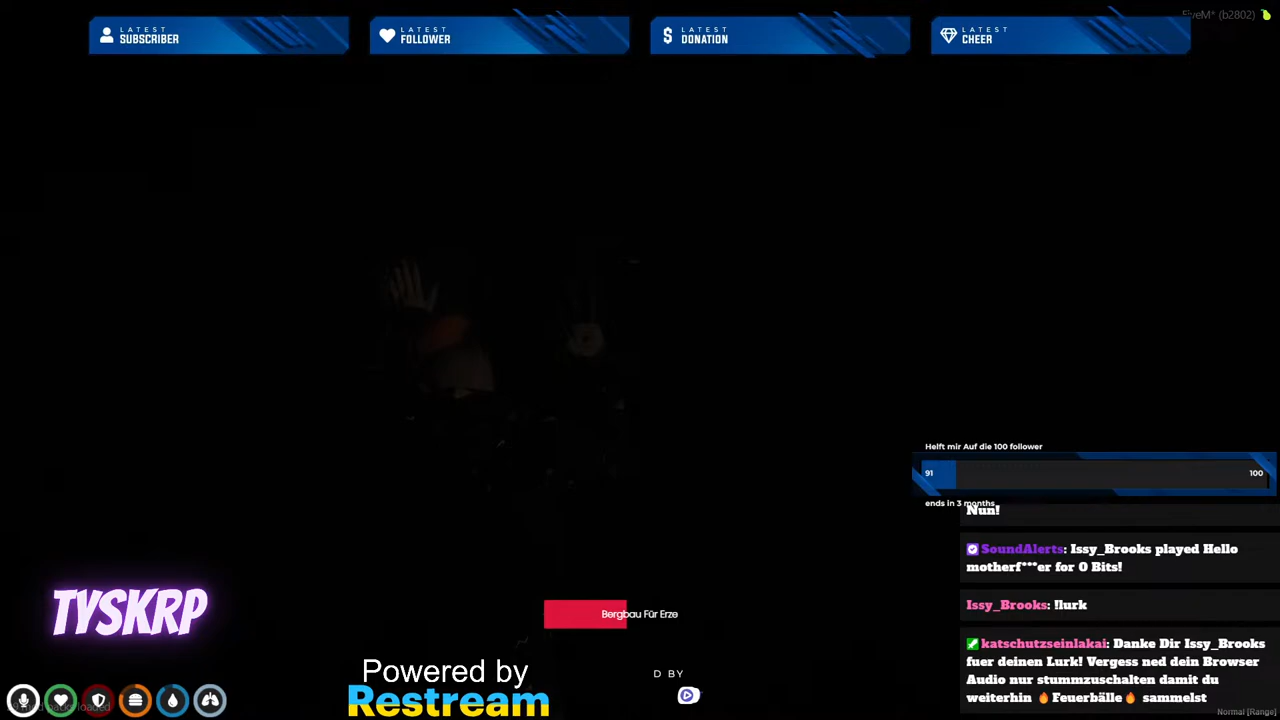 FiveM* (b2802)
LATEST
SUBSCRIBER
LATEST
FOLLOWER
LATEST
DONATION
LATEST
CHEER
Helft mir Auf die 100 follower
91
100
ends in 3 months
Nun!
SoundAlerts: Issy_Brooks played Hello
motherf***er for 0 Bits!
Issy_Brooks: !lurk
katschutzseinlakai: Danke Dir Issy_Brooks
fuer deinen Lurk! Vergess ned dein Browser
Audio nur stummzuschalten damit du
weiterhin 🔥Feuerbälle🔥 sammelst
TYSKRP
Bergbau Für Erze
Powered by
Restream
D BY
Normal [Range]